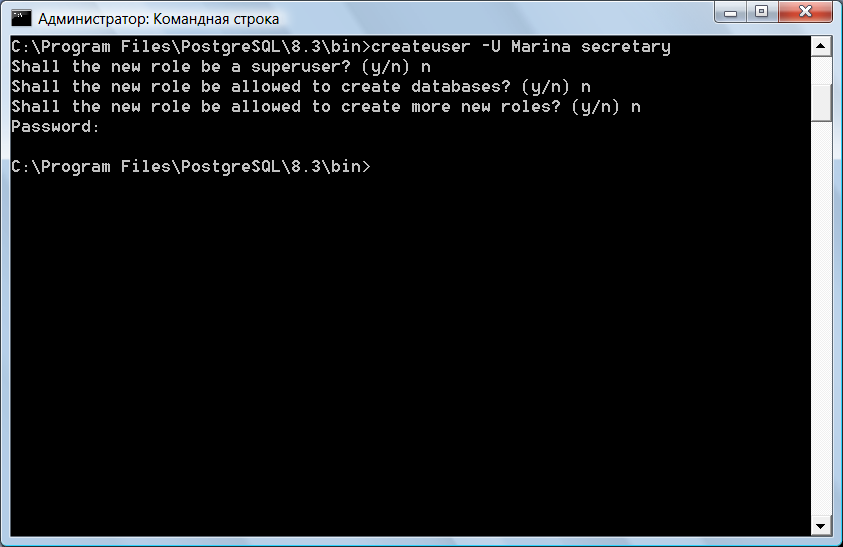 Администратор: Командная строка
C:\Program Files\PostgreSQL\8.3\bin>createuser -U Marina secretary
Shall the new role be a superuser? (y/n) n
Shall the new role be allowed to create databases? (y/n) n
Shall the new role be allowed to create more new roles? (y/n) n
Password:
C:\Program Files\PostgreSQL\8.3\bin>